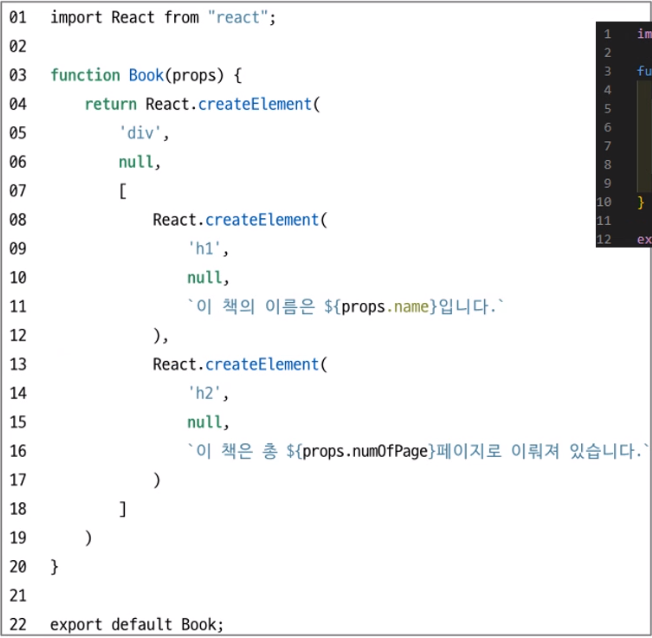 01 import React from "react";
02
03 function Book(props) {
04     return React.createElement(
05         'div',
06         null,
07         [
08             React.createElement(
09                 'h1',
10                 null,
11                 `이 책의 이름은 ${props.name}입니다.`
12             ),
13             React.createElement(
14                 'h2',
15                 null,
16                 `이 책은 총 ${props.numOfPage}페이지로 이뤄져 있습니다.`
17             )
18         ]
19     )
20 }
21
22 export default Book;
1 im
2
3 fu
4
5
6
7
8
9
10 }
11
12 ex